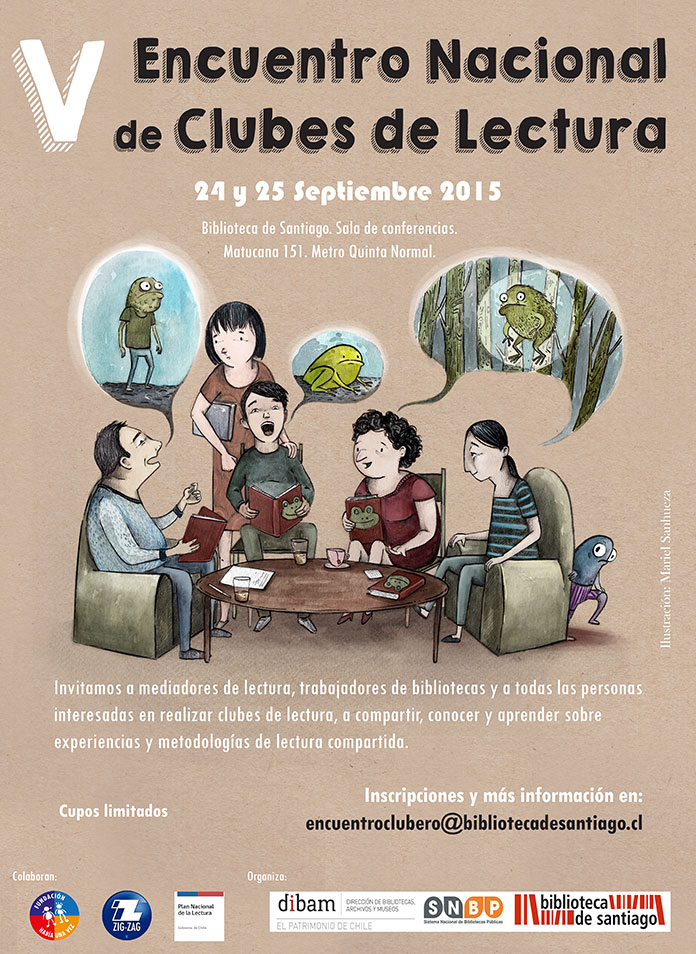 V Encuentro Nacional
de Clubes de Lectura
24 y 25 Septiembre 2015
Biblioteca de Santiago. Sala de conferencias.
Matucana 151. Metro Quinta Normal.
Ilustración: Mariel Sanhueza
Invitamos a mediadores de lectura, trabajadores de bibliotecas y a todas las personas
interesadas en realizar clubes de lectura, a compartir, conocer y aprender sobre
experiencias y metodologías de lectura compartida.
Cupos limitados
Inscripciones y más información en:
encuentroclubero@bibliotecadesantiago.cl
Colaboran:
FUNDACIÓN
HABÍA UNA VEZ
ZIG-ZAG
Plan Nacional
de la Lectura
Gobierno de Chile
Organiza:
dibam
DIRECCIÓN DE BIBLIOTECAS,
ARCHIVOS Y MUSEOS
EL PATRIMONIO DE CHILE
SNBP
Sistema Nacional de Bibliotecas Públicas
biblioteca
de santiago